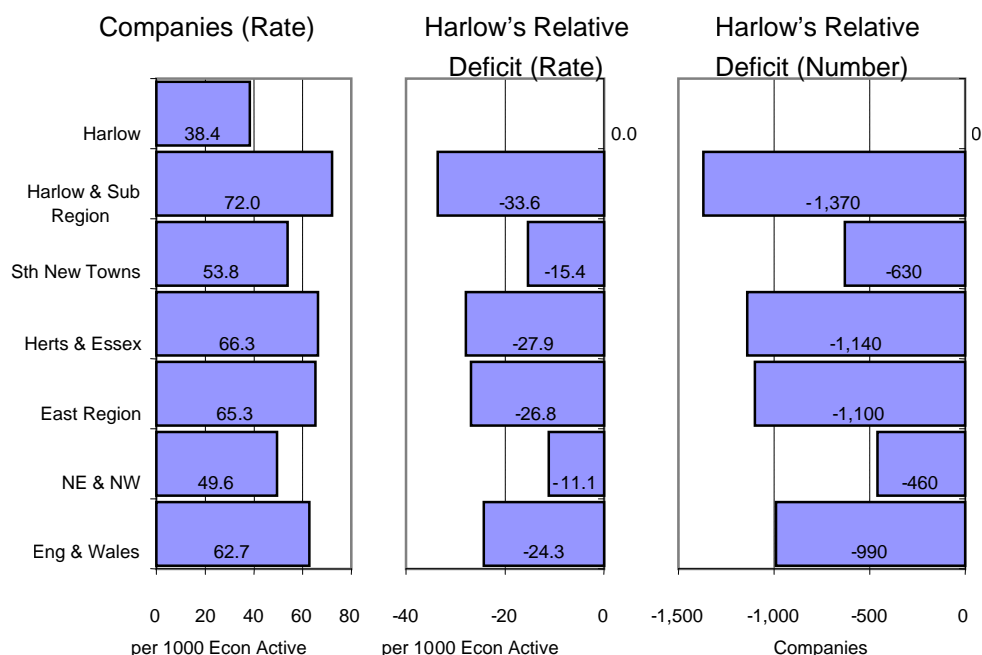 Companies (Rate)
Harlow's Relative
Deficit (Rate)
Harlow's Relative
Deficit (Number)
Harlow
38.4
0.0
0
Harlow & Sub
Region
72.0
-33.6
-1,370
Sth New Towns
53.8
-15.4
-630
Herts & Essex
66.3
-27.9
-1,140
East Region
65.3
-26.8
-1,100
NE & NW
49.6
-11.1
-460
Eng & Wales
62.7
-24.3
-990
0 20 40 60 80
-40 -20 0
-1,500 -1,000 -500 0
per 1000 Econ Active
per 1000 Econ Active
Companies